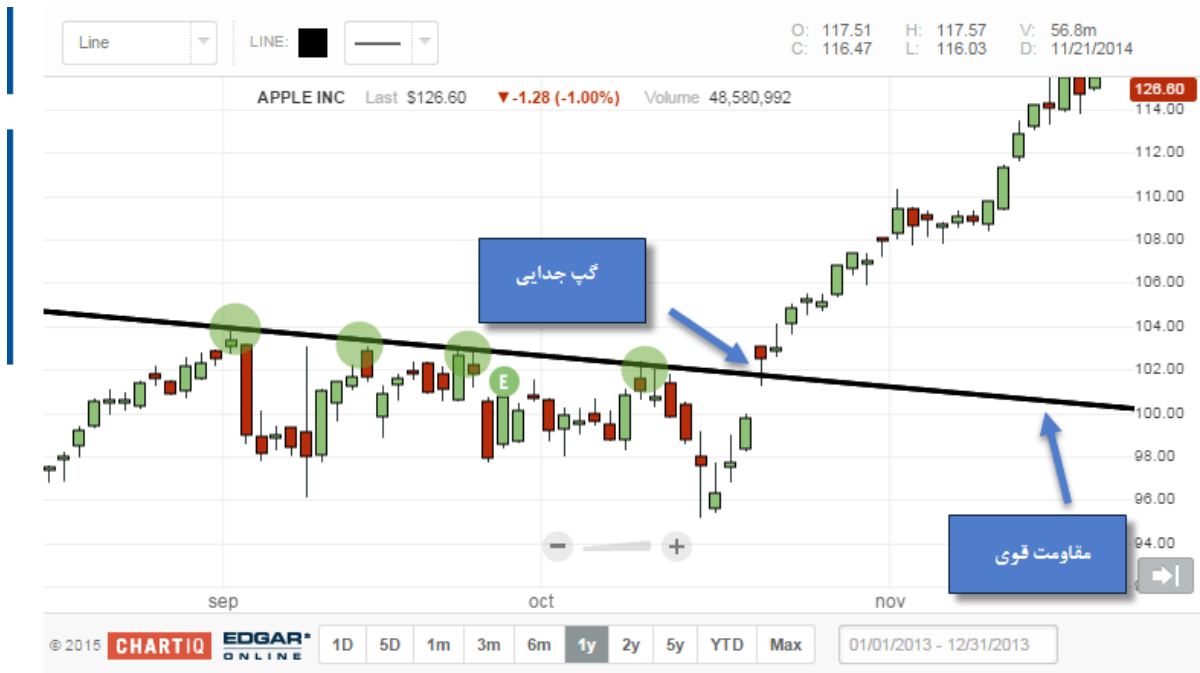 Line
LINE:
O: 117.51 H: 117.57 V: 56.8m
C: 116.47 L: 116.03 D: 11/21/2014
APPLE INC Last $126.60 ▼-1.28 (-1.00%) Volume 48,580,992
126.60
114.00
112.00
110.00
108.00
106.00
104.00
102.00
100.00
98.00
96.00
94.00
گپ جدایی
E
مقاومت قوی
sep oct nov
© 2015 CHARTIQ EDGAR ONLINE 1D 5D 1m 3m 6m 1y 2y 5y YTD Max 01/01/2013 - 12/31/2013